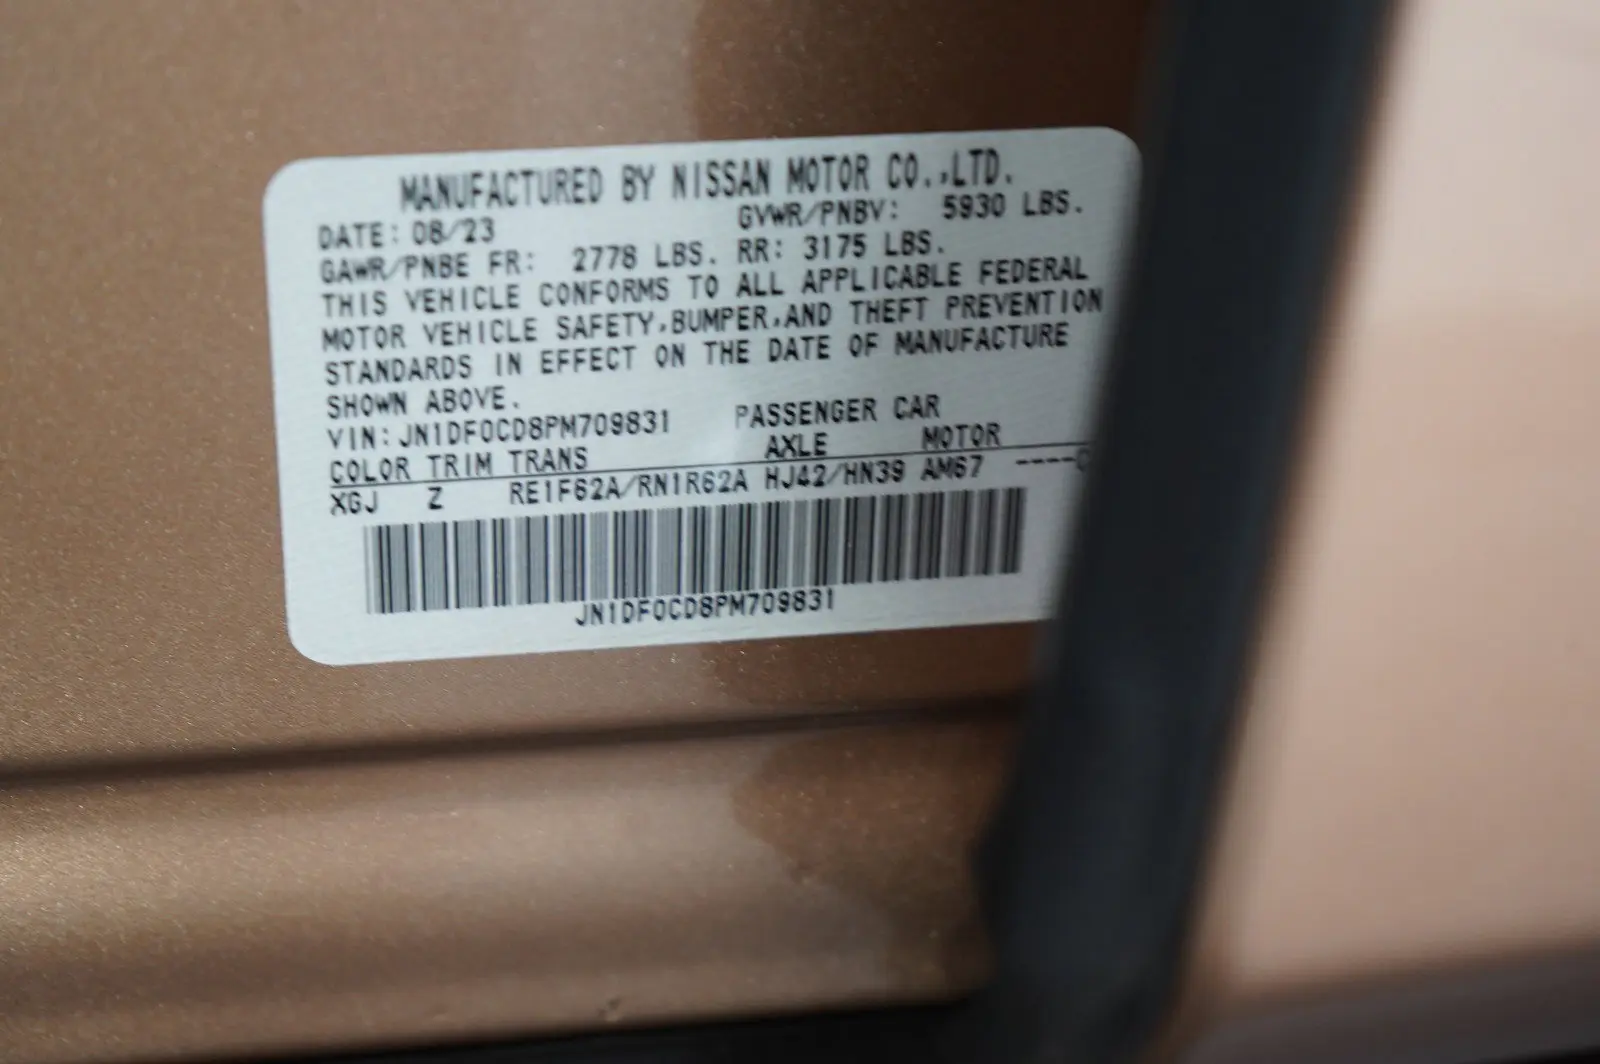 MANUFACTURED BY NISSAN MOTOR CO.,LTD.
DATE: 08/23 GVWR/PNBV: 5930 LBS.
GAWR/PNBE FR: 2778 LBS. RR: 3175 LBS.
THIS VEHICLE CONFORMS TO ALL APPLICABLE FEDERAL
MOTOR VEHICLE SAFETY,BUMPER,AND THEFT PREVENTION
STANDARDS IN EFFECT ON THE DATE OF MANUFACTURE
SHOWN ABOVE.
VIN:JN1DF0CD8PM709831 PASSENGER CAR
COLOR TRIM TRANS AXLE MOTOR
XGJ Z RE1F62A/RN1R62A HJ42/HN39 AM67
JN1DF0CD8PM709831